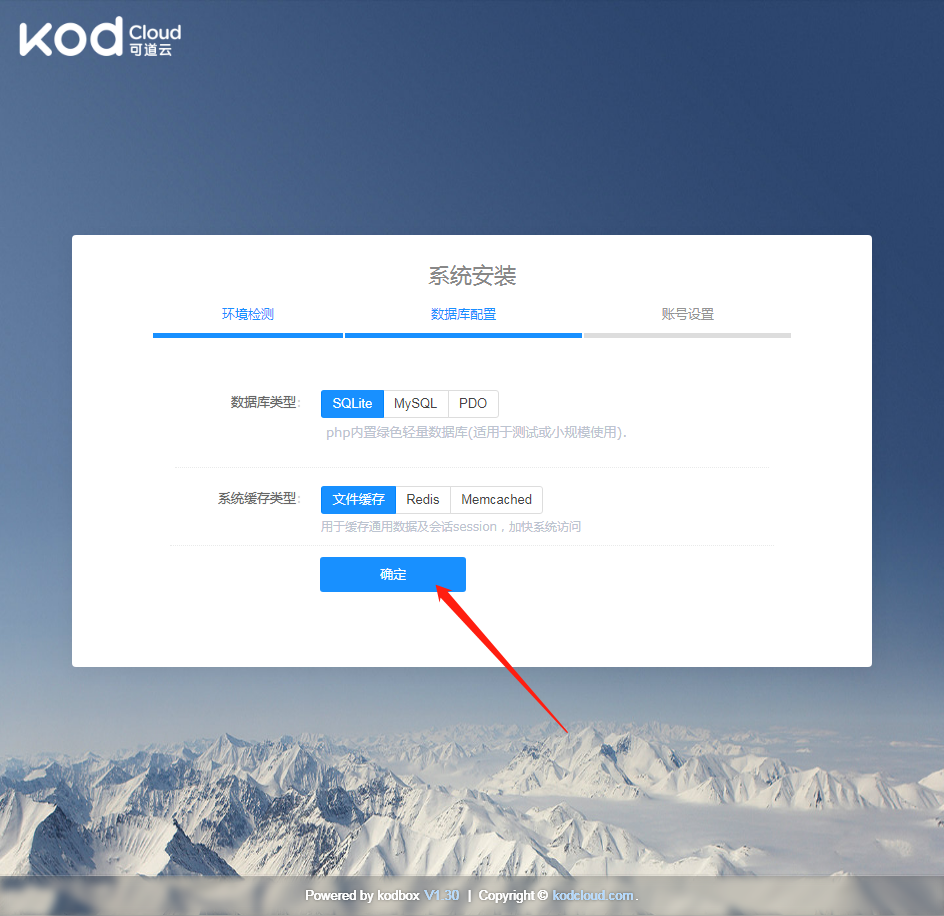 kod Cloud
可道云
系统安装
环境检测 数据库配置 账号设置
数据库类型: SQLite MySQL PDO
php内置绿色轻量数据库(适用于测试或小规模使用).
系统缓存类型: 文件缓存 Redis Memcached
用于缓存通用数据及会话session，加快系统访问
确定
Powered by kodbox V1.30 | Copyright © kodcloud.com.